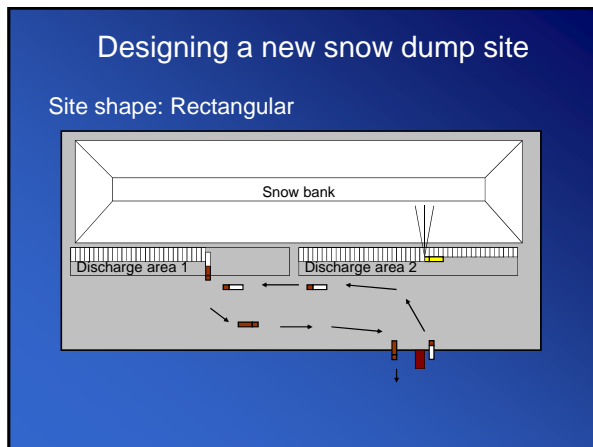 Designing a new snow dump site
Site shape: Rectangular
Snow bank
Discharge area 1
Discharge area 2